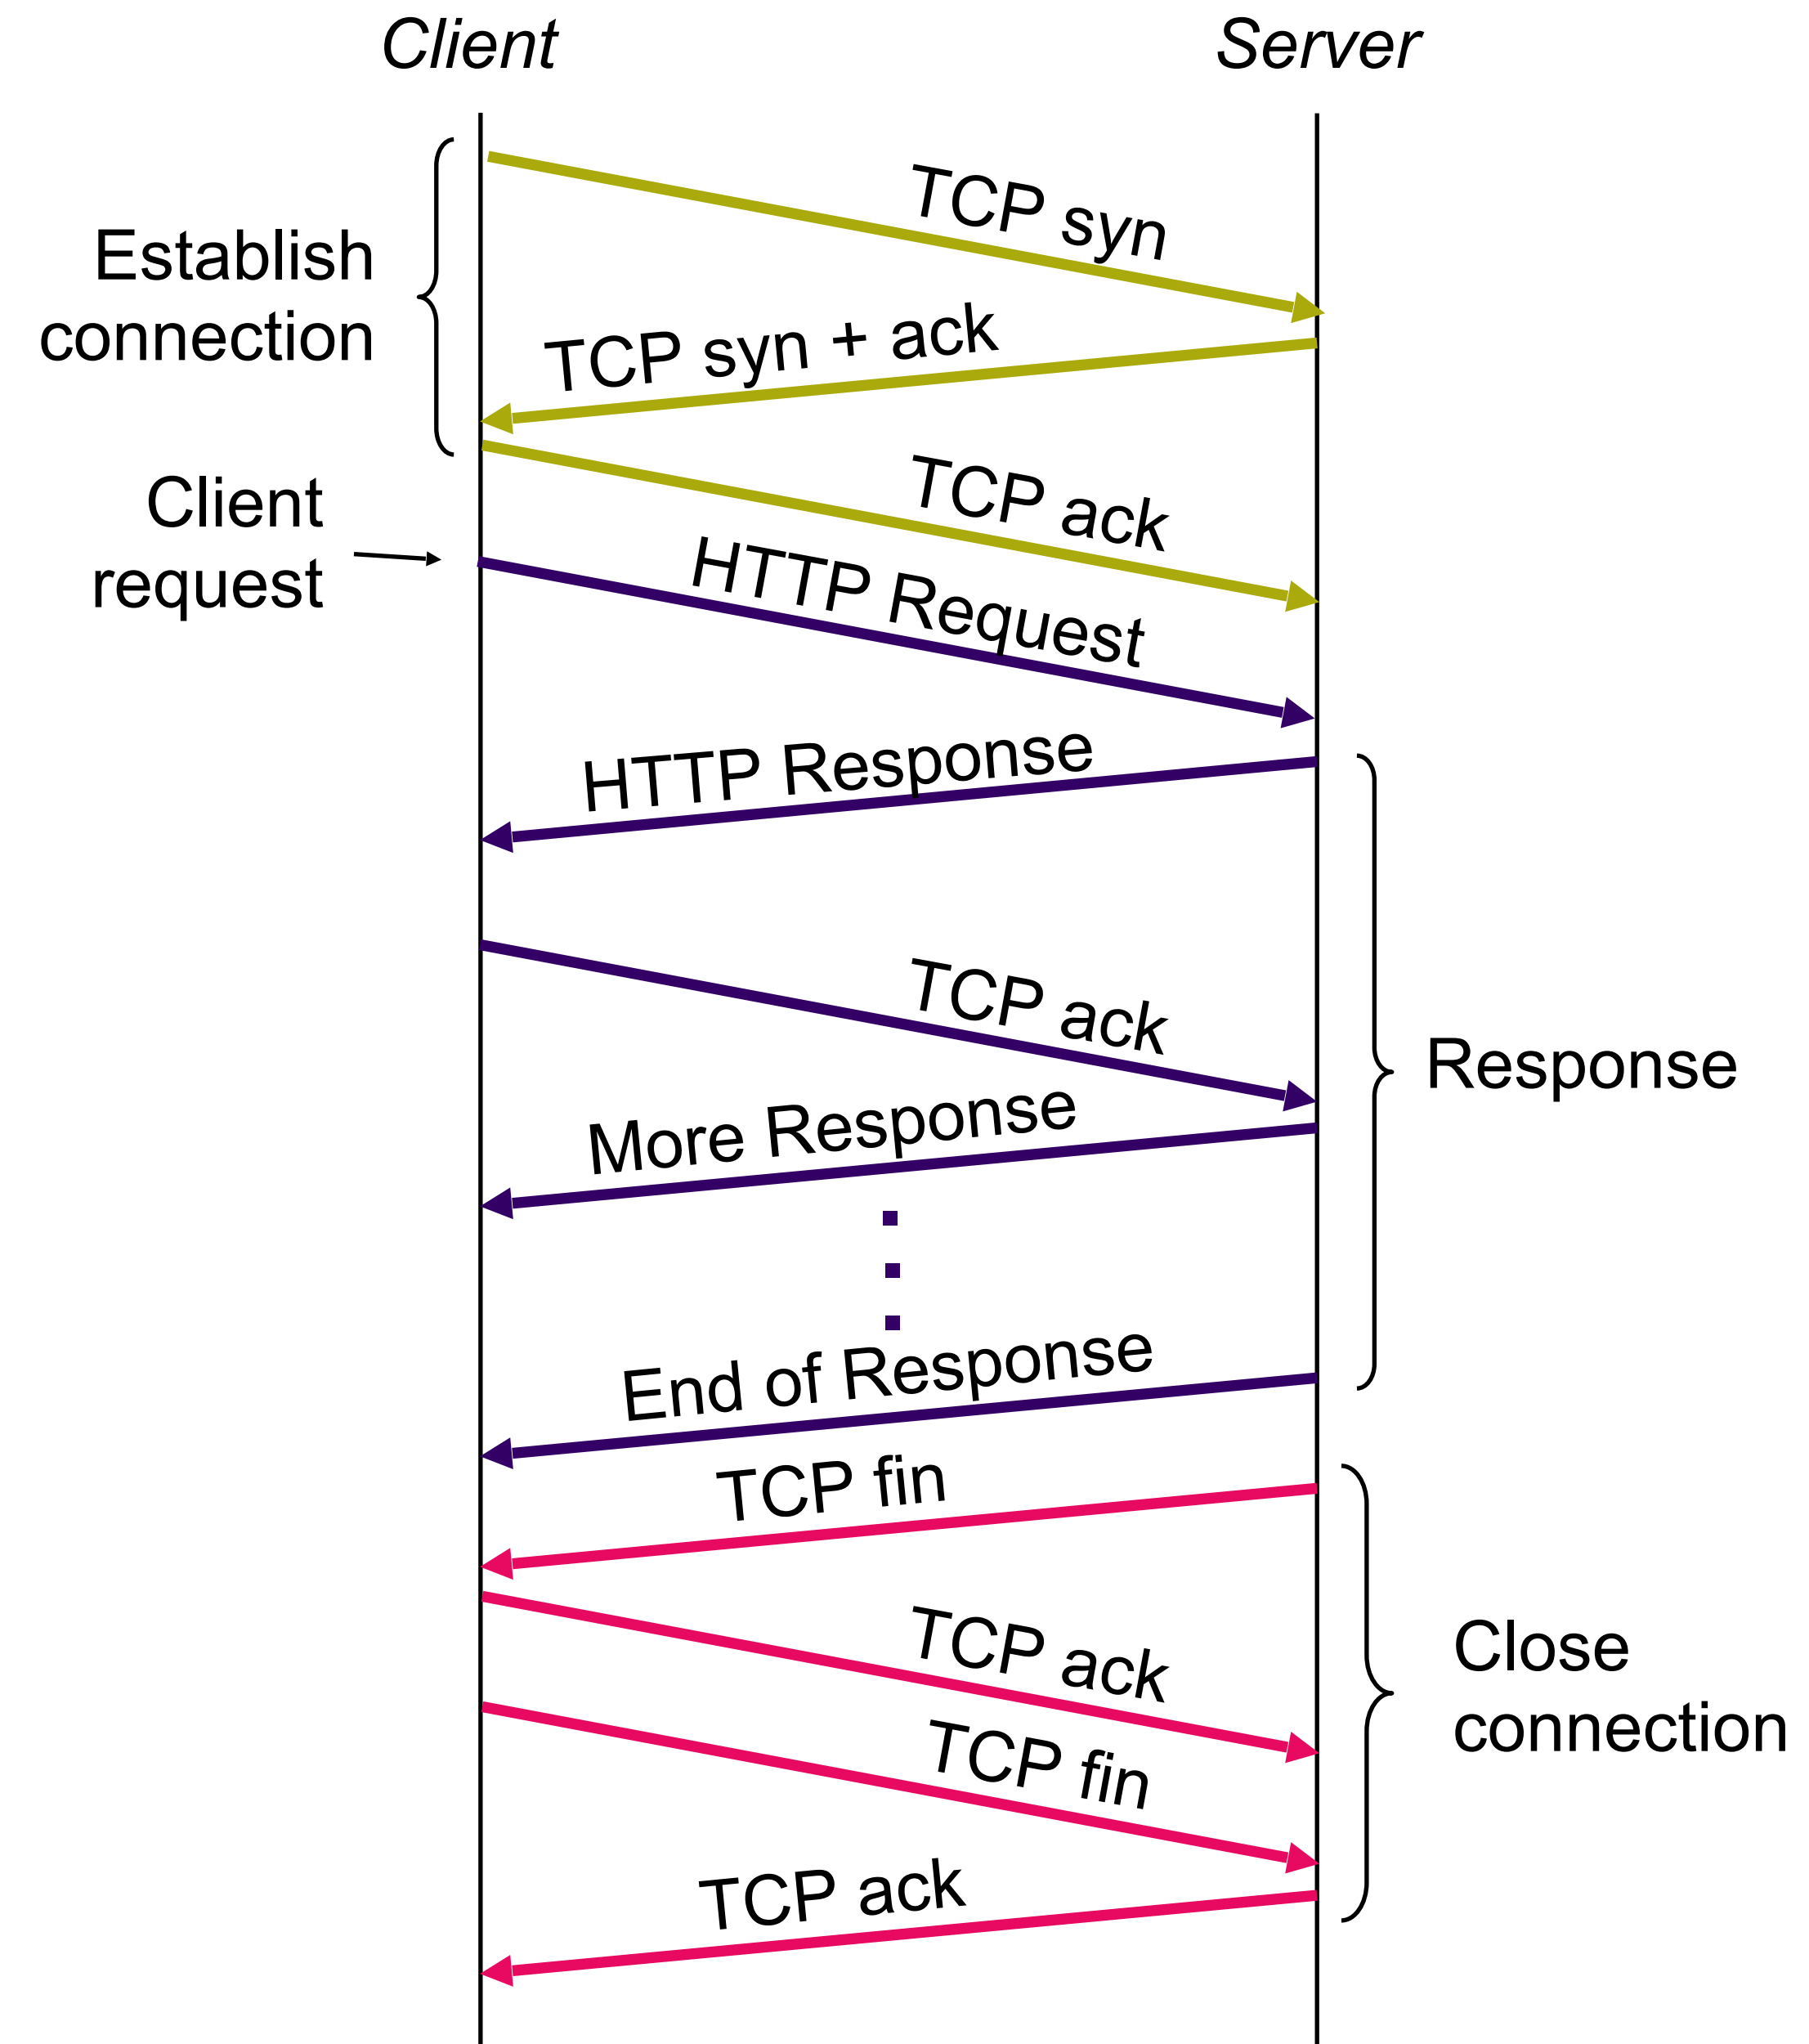 Client
Server
TCP syn
Establish
connection
TCP syn + ack
TCP ack
Client
request
HTTP Request
HTTP Response
TCP ack
Response
More Response
End of Response
TCP fin
TCP ack
Close
connection
TCP fin
TCP ack